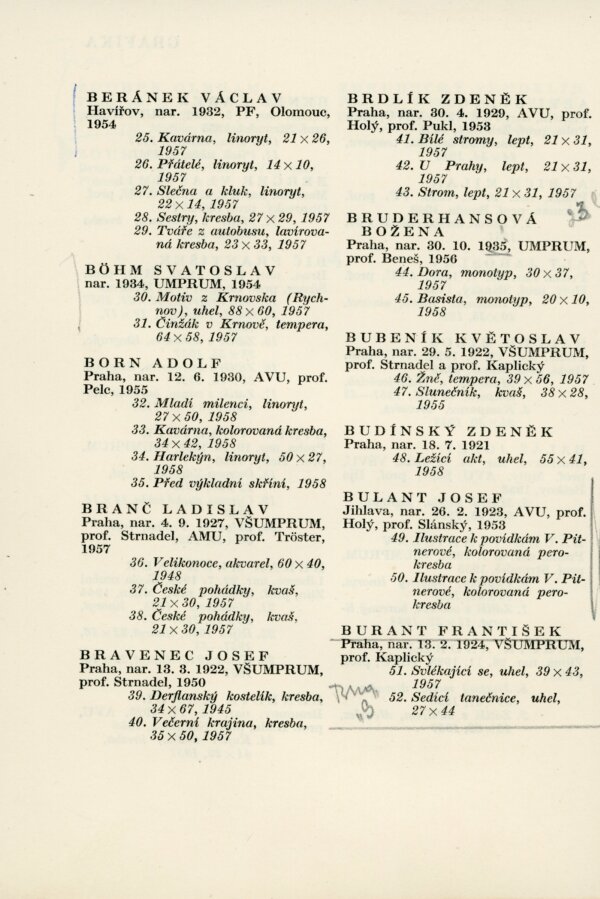 BERÁNEK VÁCLAV
Havířov, nar. 1932, PF, Olomouc,
1954
25. Kavárna, linoryt, 21×26,
1957
26. Přátelé, linoryt, 14×10,
1957
27. Slečna a kluk, linoryt,
22×14, 1957
28. Sestry, kresba, 27×29, 1957
29. Tváře z autobusu, lavírova-
ná kresba, 23×33, 1957
BÖHM SVATOSLAV
nar. 1934, UMPRUM, 1954
30. Motiv z Krnovska (Rych-
nov), uhel, 88×60, 1957
31. Činžák v Krnově, tempera,
64×58, 1957
BORN ADOLF
Praha, nar. 12. 6. 1930, AVU, prof.
Pelc, 1955
32. Mladí milenci, linoryt,
27×50, 1958
33. Kavárna, kolorovaná kresba,
34×42, 1958
34. Harlekýn, linoryt, 50×27,
1958
35. Před výkladní skříní, 1958
BRANČ LADISLAV
Praha, nar. 4. 9. 1927, VŠUMPRUM,
prof. Strnadel, AMU, prof. Tröster,
1957
36. Velikonoce, akvarel, 60×40,
1948
37. České pohádky, kvaš,
21×30, 1957
38. České pohádky, kvaš,
21×30, 1957
BRAVENEC JOSEF
Praha, nar. 13. 3. 1922, VŠUMPRUM,
prof. Strnadel, 1950
39. Derflanský kostelík, kresba,
34×67, 1945
40. Večerní krajina, kresba,
35×50, 1957
BRDLÍK ZDENĚK
Praha, nar. 30. 4. 1929, AVU, prof.
Holý, prof. Pukl, 1953
41. Bílé stromy, lept, 21×31,
1957
42. U Prahy, lept, 21×31,
1957
43. Strom, lept, 21×31, 1957
BRUDERHANSOVÁ
BOŽENA
Praha, nar. 30. 10. 1935, UMPRUM,
prof. Beneš, 1956
44. Dora, monotyp, 30×37,
1957
45. Basista, monotyp, 20×10,
1958
BUBENÍK KVĚTOSLAV
Praha, nar. 29. 5. 1922, VŠUMPRUM,
prof. Strnadel a prof. Kaplický
46. Žně, tempera, 39×56, 1957
47. Slunečník, kvaš, 38×28,
1955
BUDÍNSKÝ ZDENĚK
Praha, nar. 18. 7. 1921
48. Ležící akt, uhel, 55×41,
1958
BULANT JOSEF
Jihlava, nar. 26. 2. 1923, AVU, prof.
Holý, prof. Slánský, 1953
49. Ilustrace k povídkám V. Pit-
nerové, kolorovaná pero-
kresba
50. Ilustrace k povídkám V. Pit-
nerové, kolorovaná pero-
kresba
BURANT FRANTIŠEK
Praha, nar. 13. 2. 1924, VŠUMPRUM,
prof. Kaplický
51. Svlékající se, uhel, 39×43,
1957
52. Sedící tanečnice, uhel,
27×44